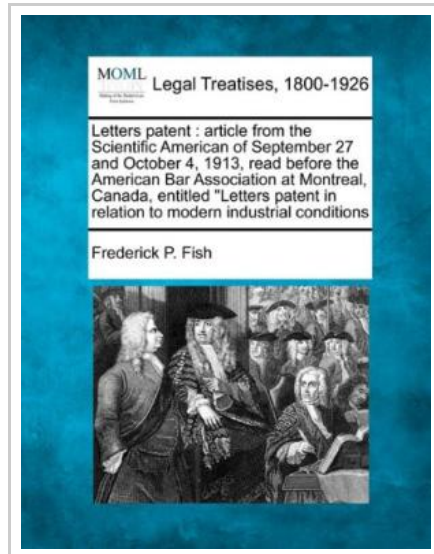 MOML
Legal Treatises, 1800-1926
Letters patent : article from the
Scientific American of September 27
and October 4, 1913, read before the
American Bar Association at Montreal,
Canada, entitled "Letters patent in
relation to modern industrial conditions
Frederick P. Fish